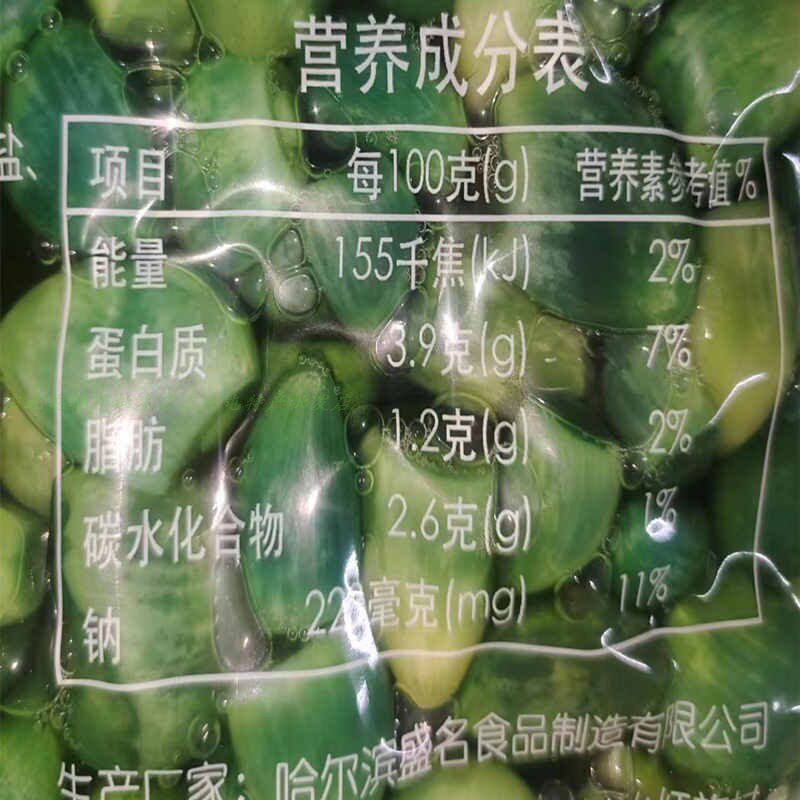 营养成分表
盐、
项目 每100克(g) 营养素参考值%
能量 155千焦(kJ) 2%
蛋白质 3.9克(g) 7%
脂肪 1.2克(g) 2%
碳水化合物 2.6克(g) 1%
钠 毫克(mg) 11%
生产厂家：哈尔滨盛名食品制造有限公司